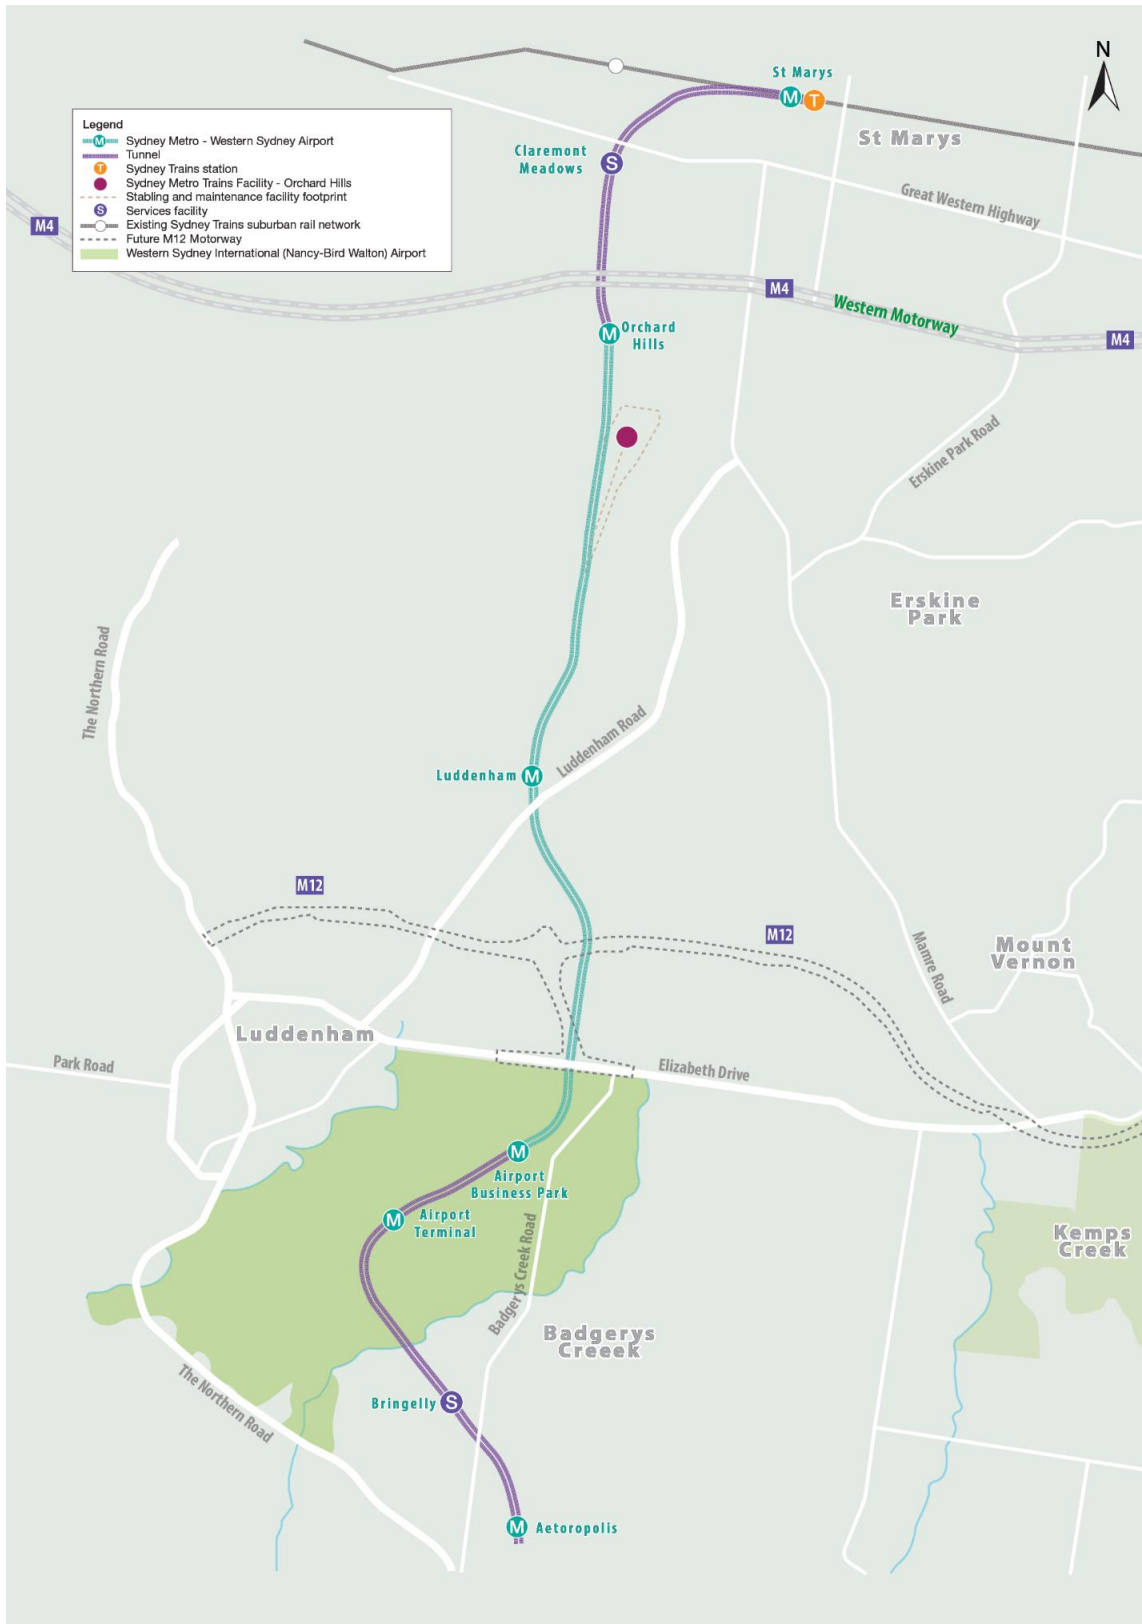 N
St Marys
M
T
St Marys
Legend
M Sydney Metro - Western Sydney Airport
Tunnel
T Sydney Trains station
Sydney Metro Trains Facility - Orchard Hills
Stabling and maintenance facility footprint
S Services facility
Existing Sydney Trains suburban rail network
Future M12 Motorway
Western Sydney International (Nancy-Bird Walton) Airport
Claremont
Meadows
S
Great Western Highway
M4
M4
Western Motorway
M4
M
Orchard
Hills
Erskine Park Road
Erskine
Park
The Northern Road
Luddenham Road
Luddenham
M
M12
M12
Mamre Road
Mount
Vernon
Luddenham
Park Road
Elizabeth Drive
M
Airport
Business Park
M
Airport
Terminal
Badgerys Creek Road
Kemps
Creek
Badgerys
Creeek
The Northern Road
Bringelly
S
M
Aetoropolis